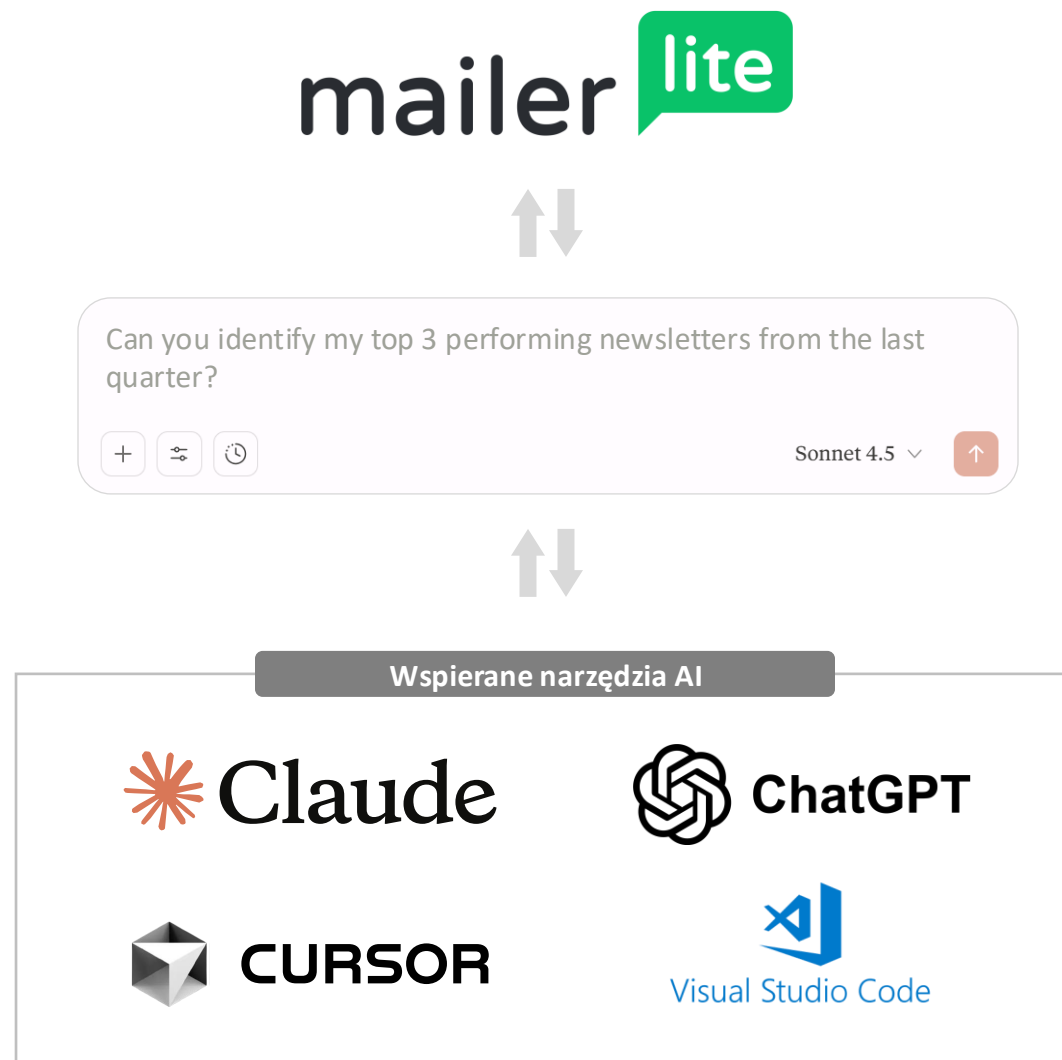 mailer lite
Can you identify my top 3 performing newsletters from the last
quarter?
Sonnet 4.5
Wspierane narzędzia AI
Claude
ChatGPT
CURSOR
Visual Studio Code